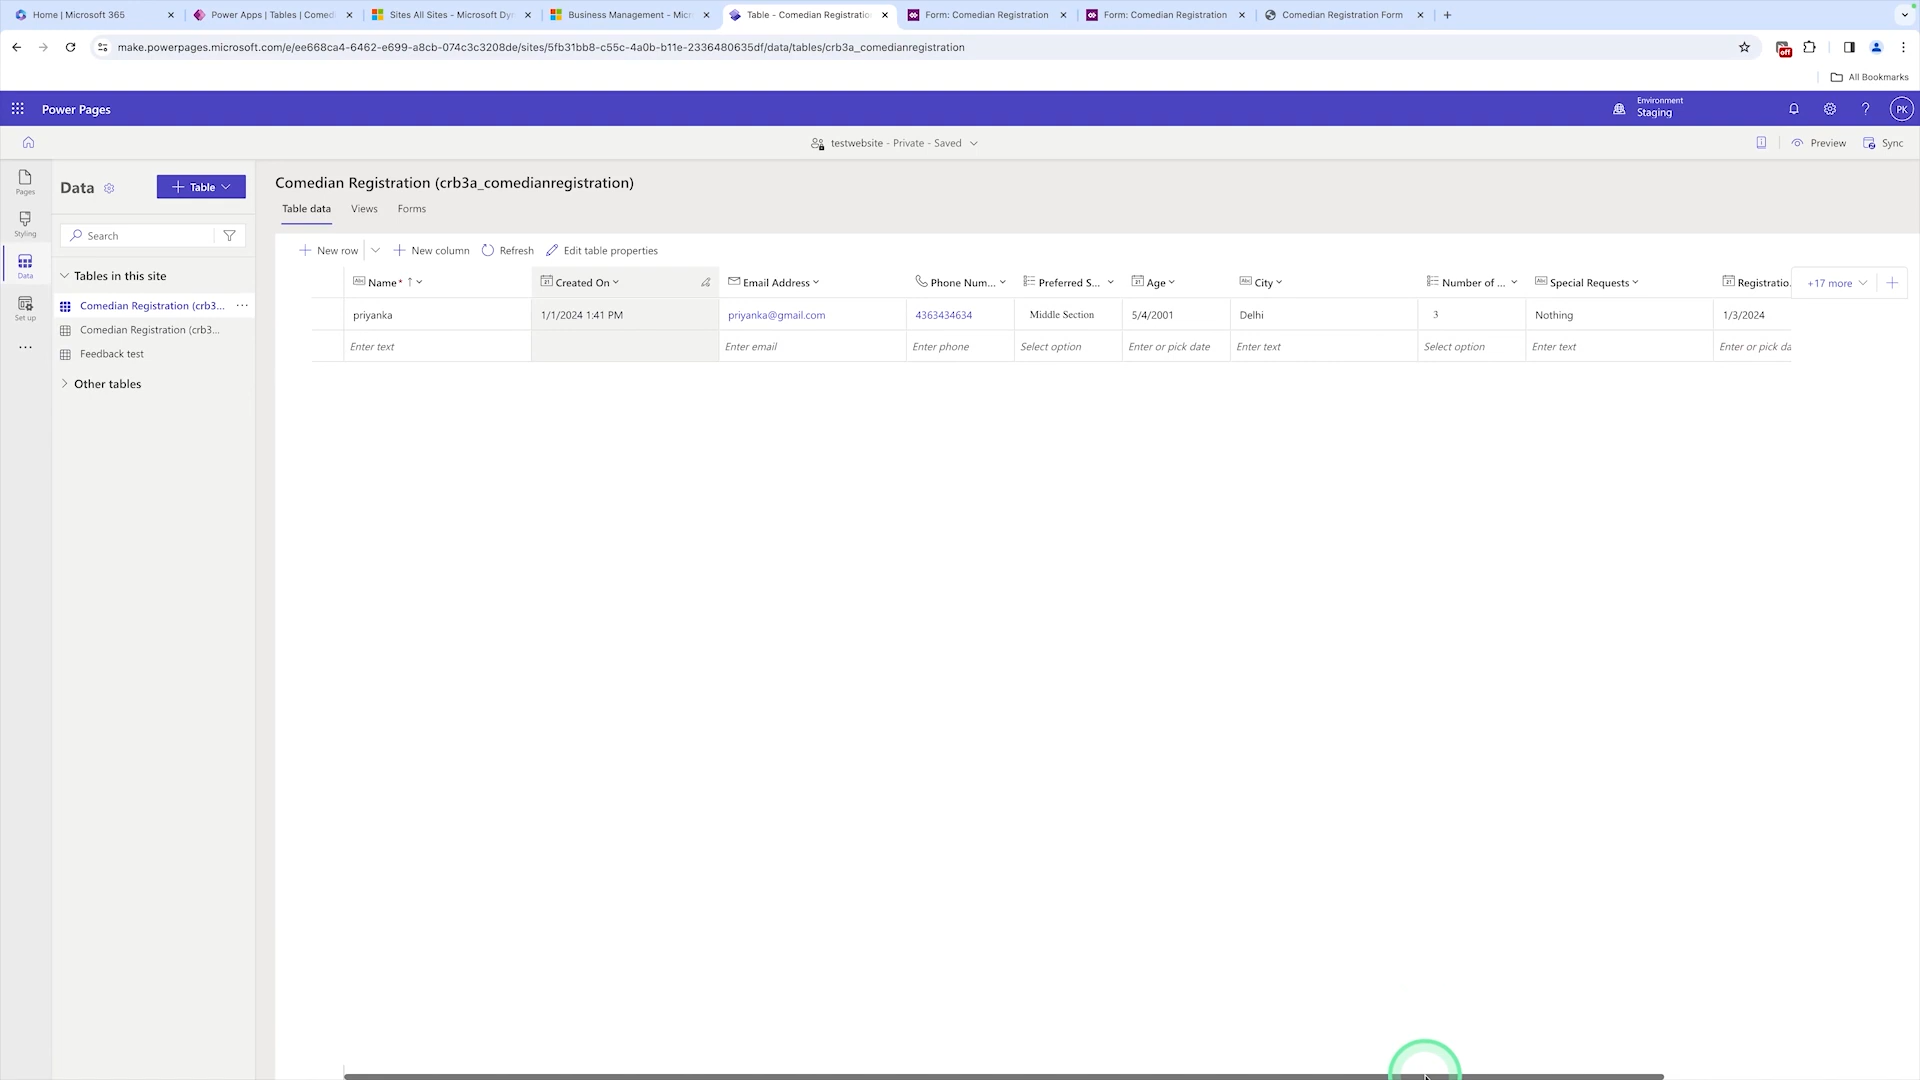 Home | Microsoft 365
Power Apps | Tables | Comedi
Sites All Sites - Microsoft Dyn
Business Management - Micr
Table - Comedian Registration
Form: Comedian Registration
Form: Comedian Registration
Comedian Registration Form
make.powerpages.microsoft.com/e/ee668ca4-6462-e699-a8cb-074c3c3208de/sites/5fb31bb8-c55c-4a0b-b11e-2336480635df/data/tables/crb3a_comedianregistration
off
All Bookmarks
Power Pages
Environment
Staging
PK
testwebsite - Private - Saved
Preview
Sync
Pages
Styling
Data
Set up
Data
Table
Search
Tables in this site
Comedian Registration (crb3...
Comedian Registration (crb3...
Feedback test
Other tables
Comedian Registration (crb3a_comedianregistration)
Table data Views Forms
New row New column Refresh Edit table properties
Name * Created On Email Address Phone Num... Preferred S... Age City Number of ... Special Requests Registratio. +17 more
priyanka 1/1/2024 1:41 PM priyanka@gmail.com 4363434634 Middle Section 5/4/2001 Delhi 3 Nothing 1/3/2024
Enter text Enter email Enter phone Select option Enter or pick date Enter text Select option Enter text Enter or pick da